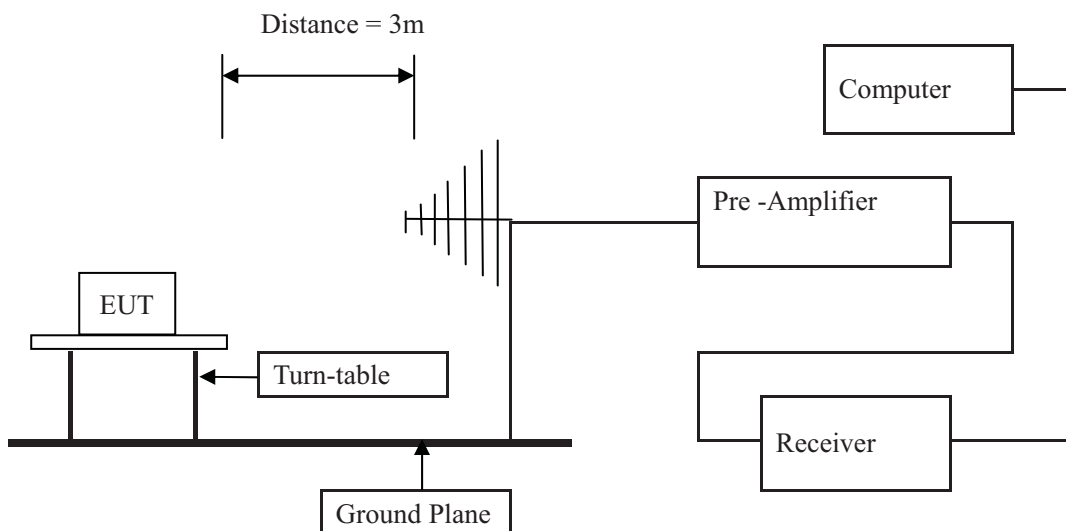 Distance = 3m
Computer
Pre -Amplifier
EUT
Turn-table
Receiver
Ground Plane